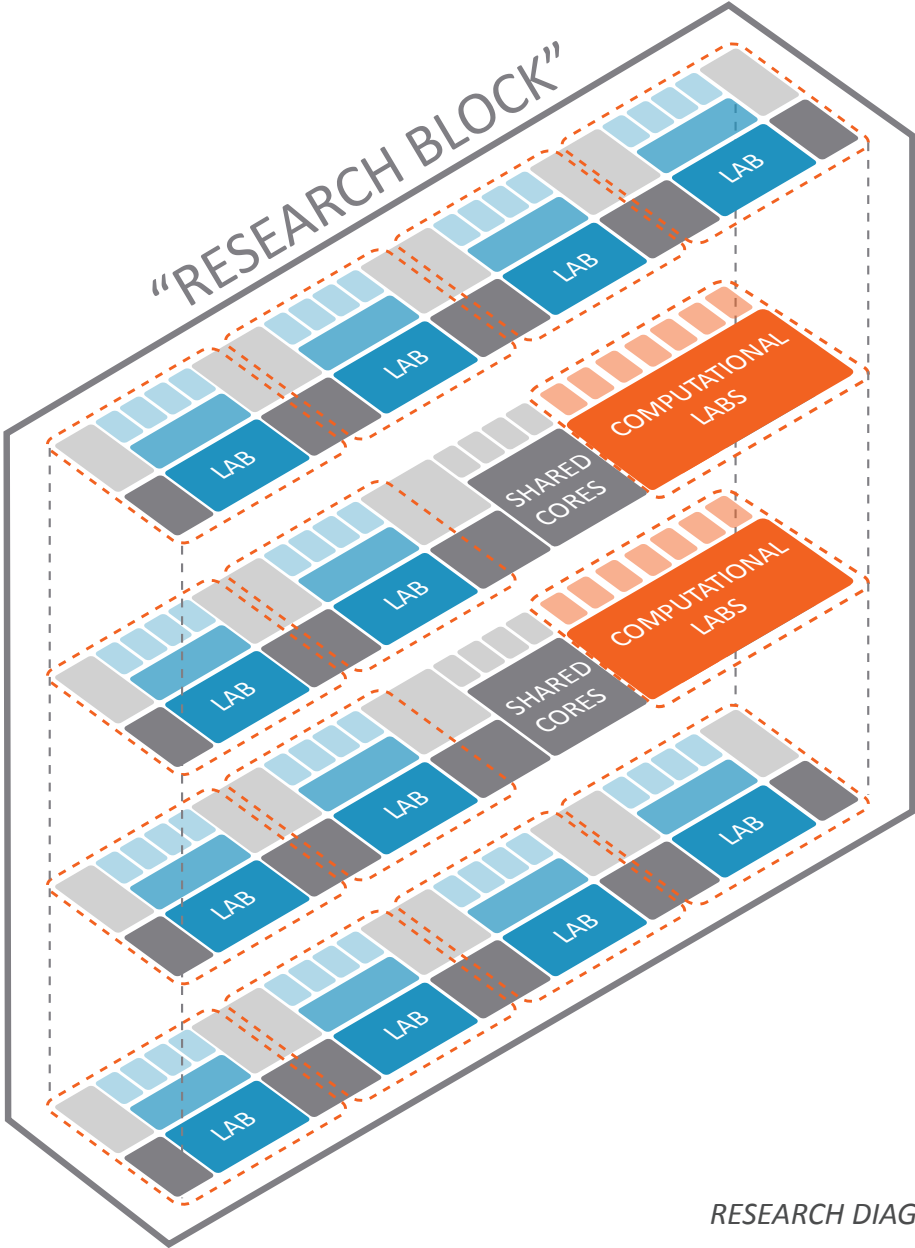 “RESEARCH BLOCK”
LAB
LAB
LAB
LAB
COMPUTATIONAL
LABS
SHARED
CORES
LAB
LAB
COMPUTATIONAL
LABS
SHARED
CORES
LAB
LAB
LAB
LAB
LAB
LAB
RESEARCH DIAG